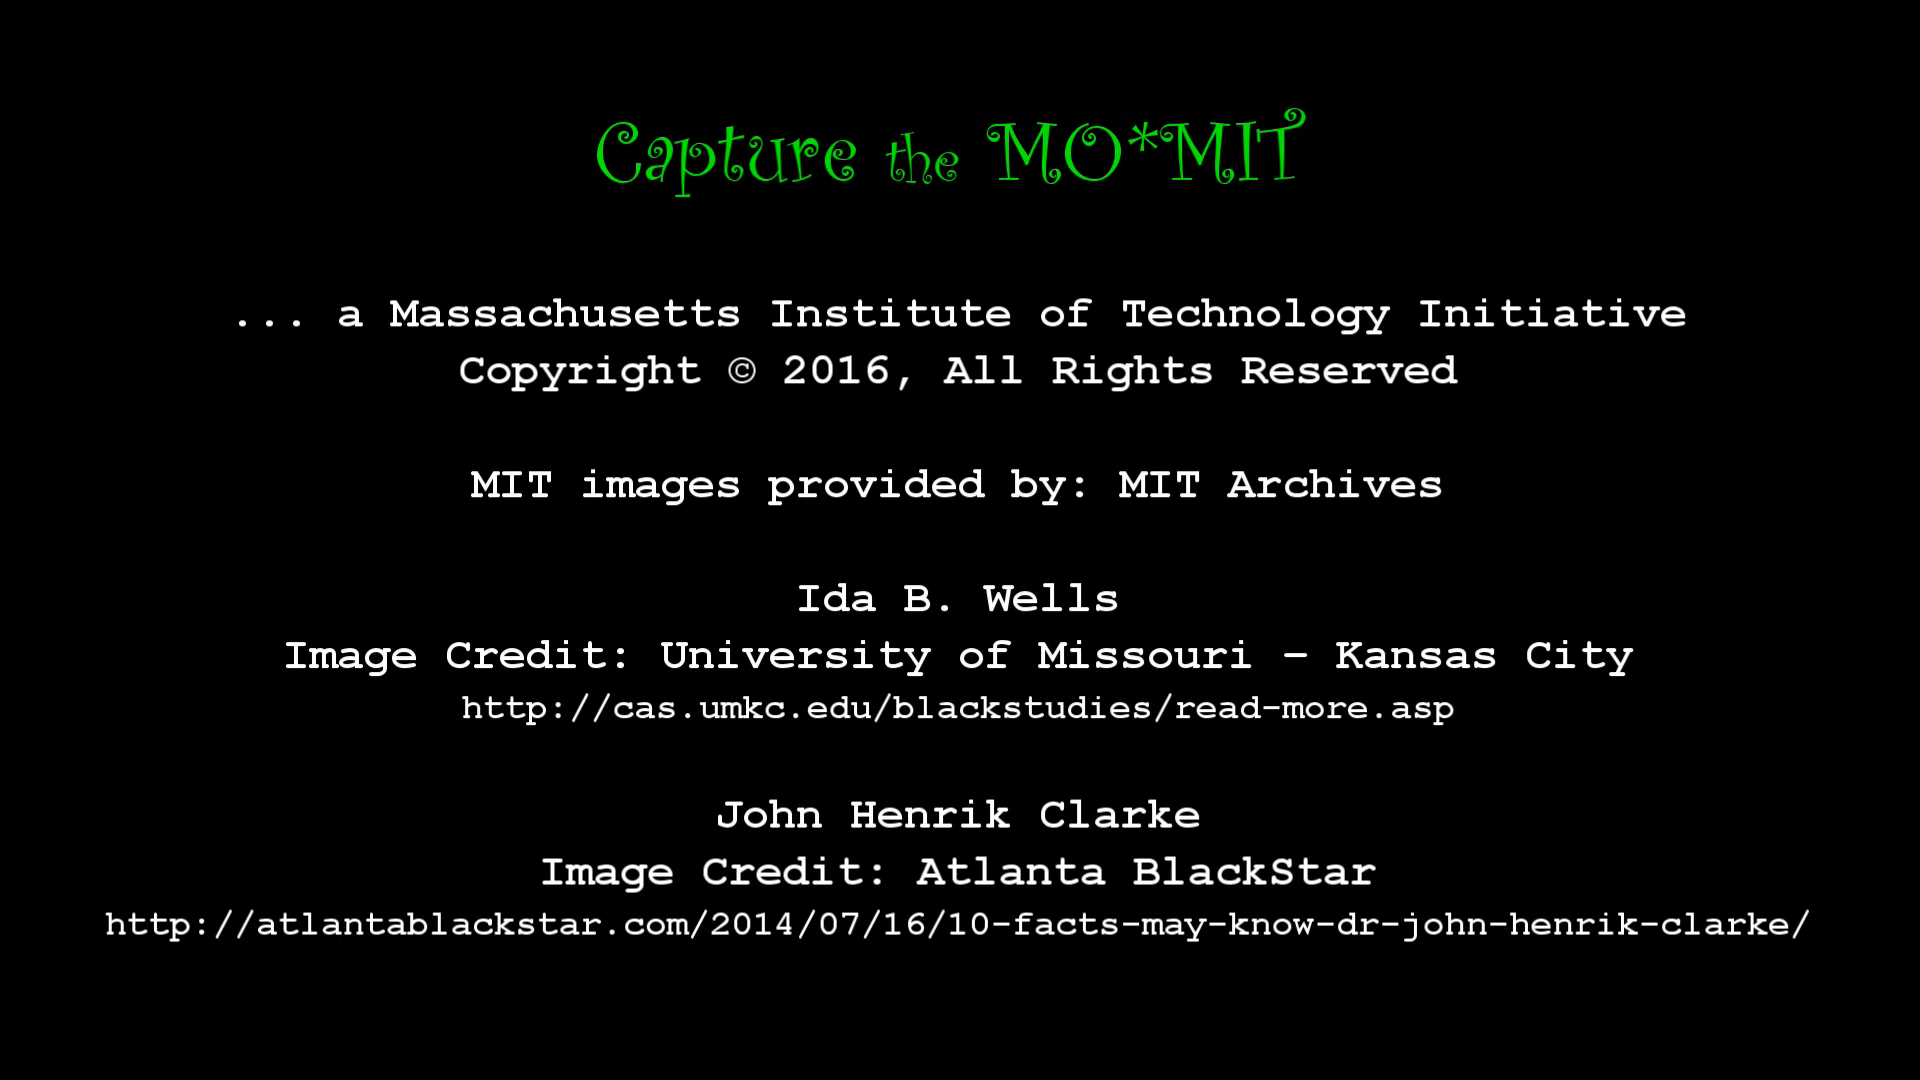 Capture the MO*MIT
... a Massachusetts Institute of Technology Initiative
Copyright © 2016, All Rights Reserved
MIT images provided by: MIT Archives
Ida B. Wells
Image Credit: University of Missouri – Kansas City
http://cas.umkc.edu/blackstudies/read-more.asp
John Henrik Clarke
Image Credit: Atlanta BlackStar
http://atlantablackstar.com/2014/07/16/10-facts-may-know-dr-john-henrik-clarke/